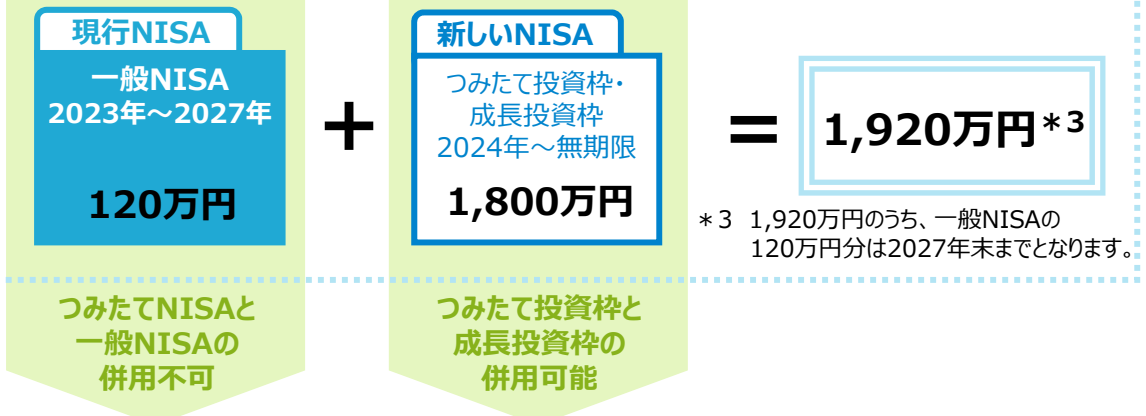 現行NISA
一般NISA
2023年～2027年
120万円
＋
新しいNISA
つみたて投資枠・
成長投資枠
2024年～無期限
1,800万円
＝
1,920万円＊3
＊3 1,920万円のうち、一般NISAの
120万円分は2027年末までとなります。
つみたてNISAと
一般NISAの
併用不可
つみたて投資枠と
成長投資枠の
併用可能